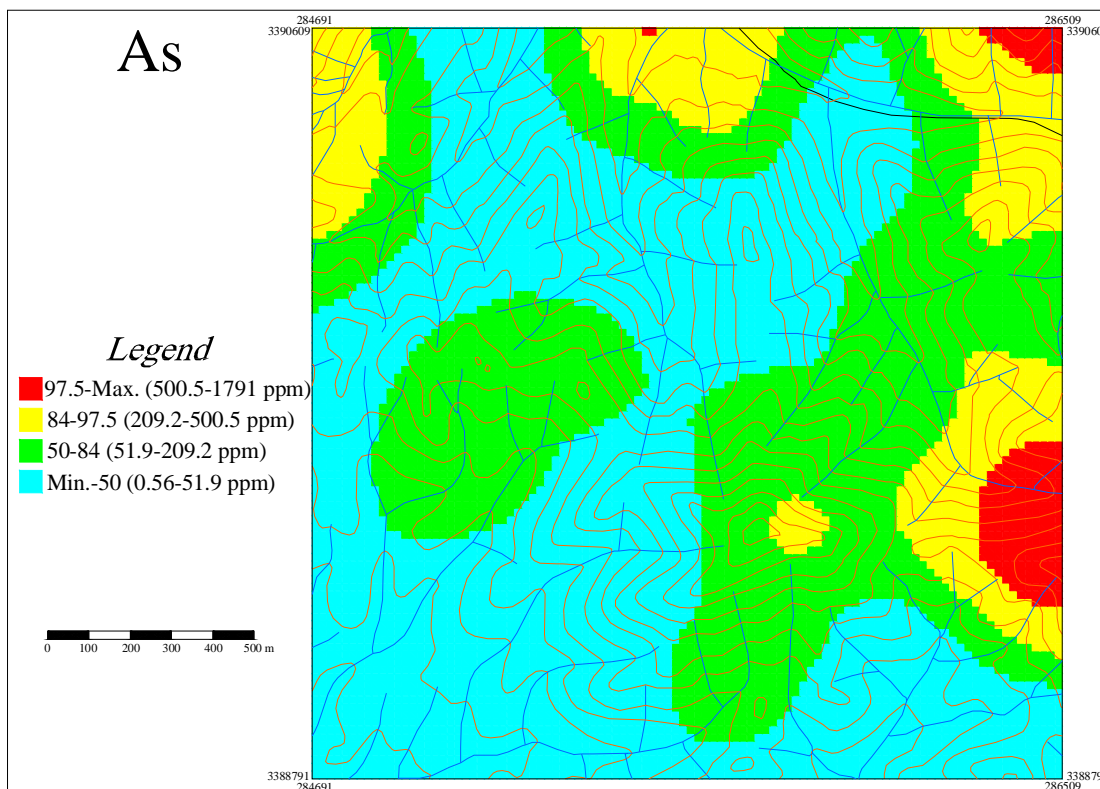 As
284691
286509
3390609
339060
Legend
97.5-Max. (500.5-1791 ppm)
84-97.5 (209.2-500.5 ppm)
50-84 (51.9-209.2 ppm)
Min.-50 (0.56-51.9 ppm)
0 100 200 300 400 500 m
3388791
338879
284691
286509